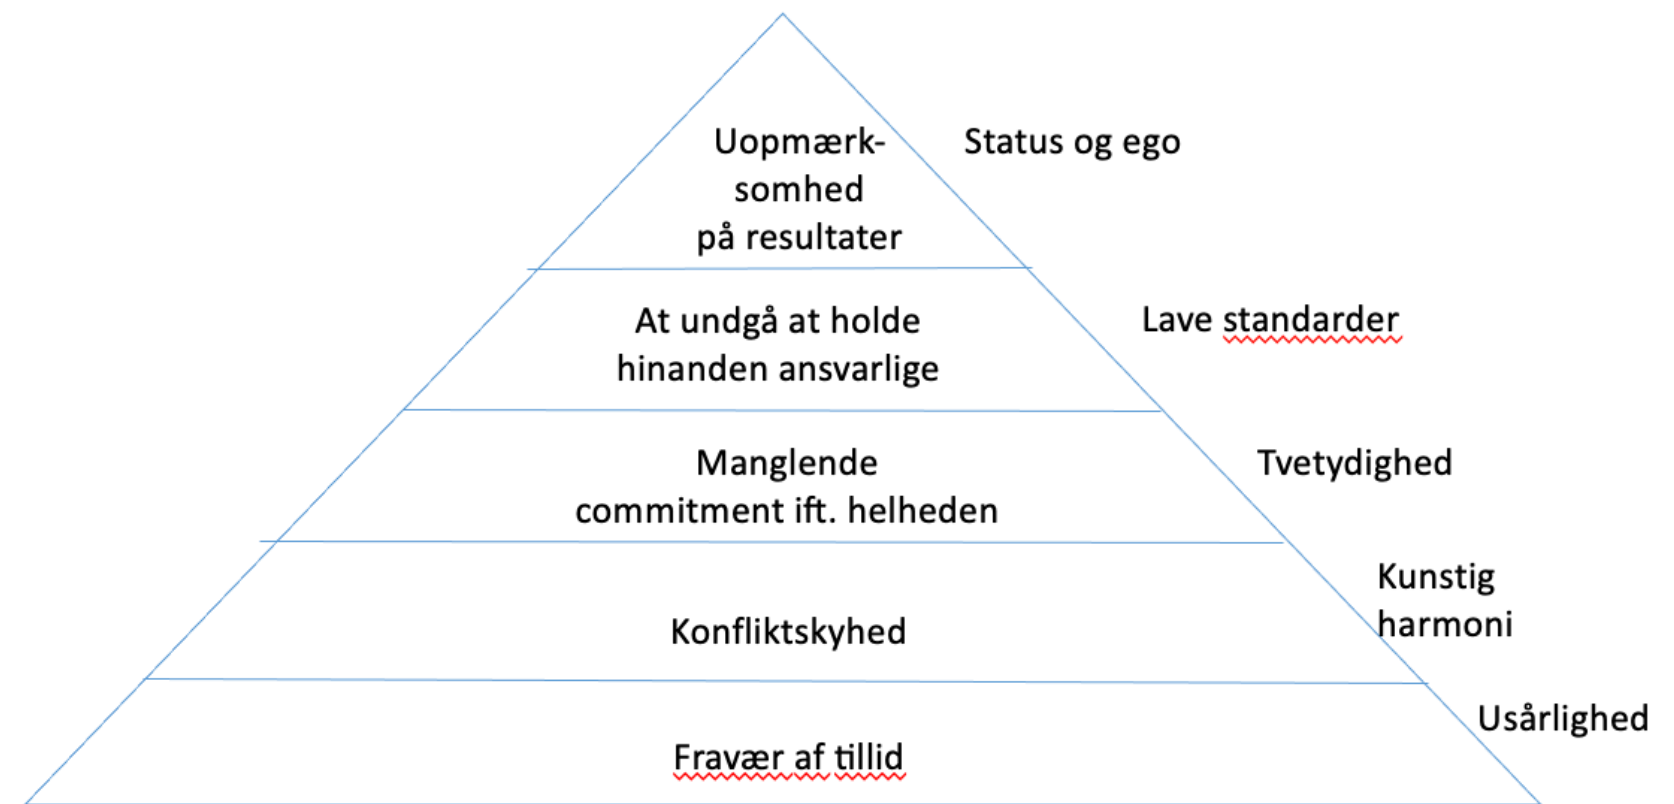 Uopmærk-
somhed
på resultater
Status og ego
At undgå at holde
hinanden ansvarlige
Lave standarder
Manglende
commitment ift. helheden
Tvetydighed
Konfliktskyhed
Kunstig
harmoni
Fravær af tillid
Usårlighed